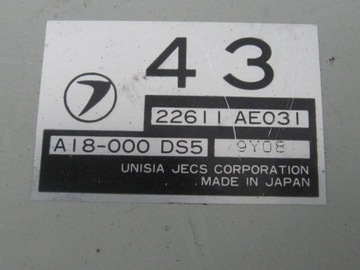 43
22611 AE031
A18-000 DS5 9Y08
UNISIA JECS CORPORATION
MADE IN JAPAN